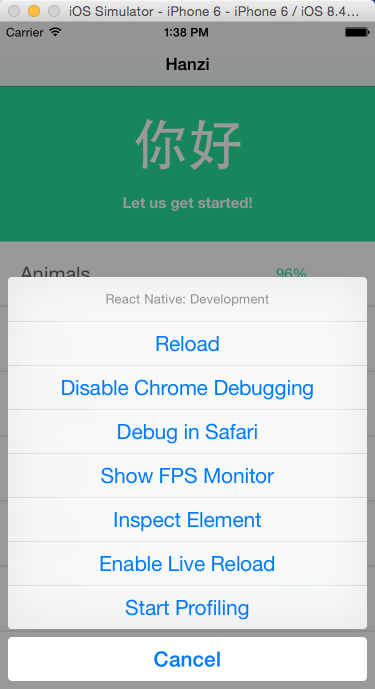 iOS Simulator - iPhone 6 - iPhone 6 / iOS 8.4...
Carrier 1:38 PM
Hanzi
你好
Let us get started!
Animals 96%
React Native: Development
Reload
Disable Chrome Debugging
Debug in Safari
Show FPS Monitor
Inspect Element
Enable Live Reload
Start Profiling
Cancel